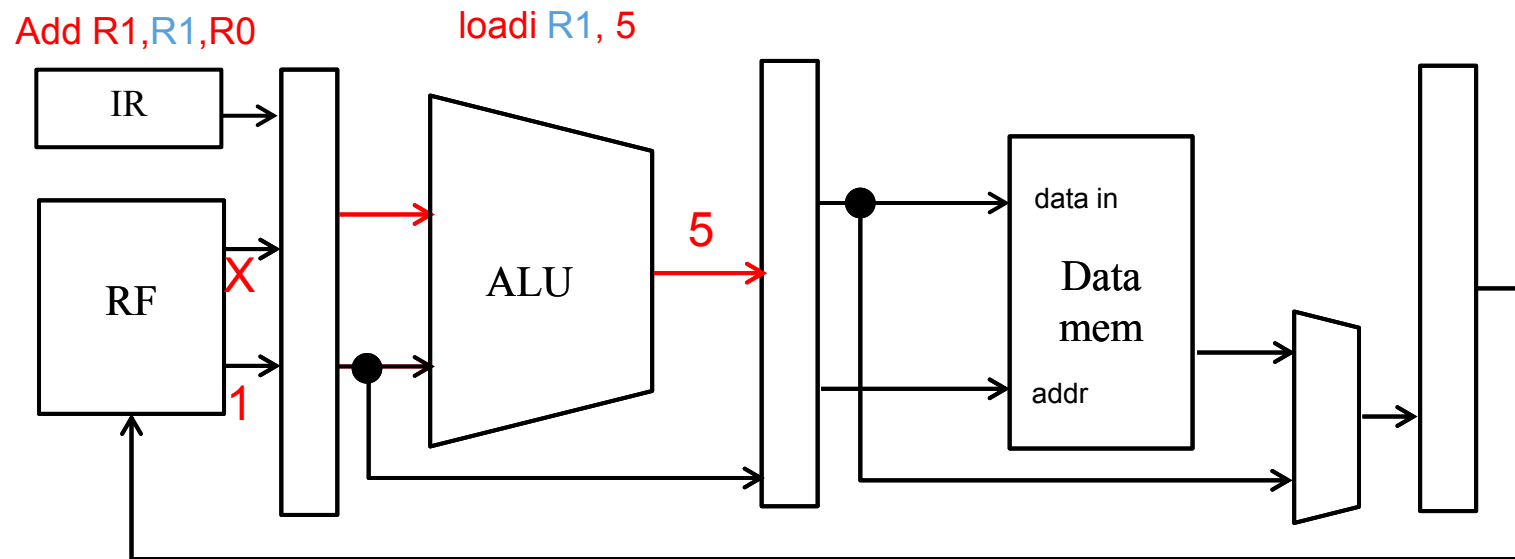 Add R1,R1,R0
loadi R1, 5
IR
RF
X
1
ALU
5
data in
Data
mem
addr